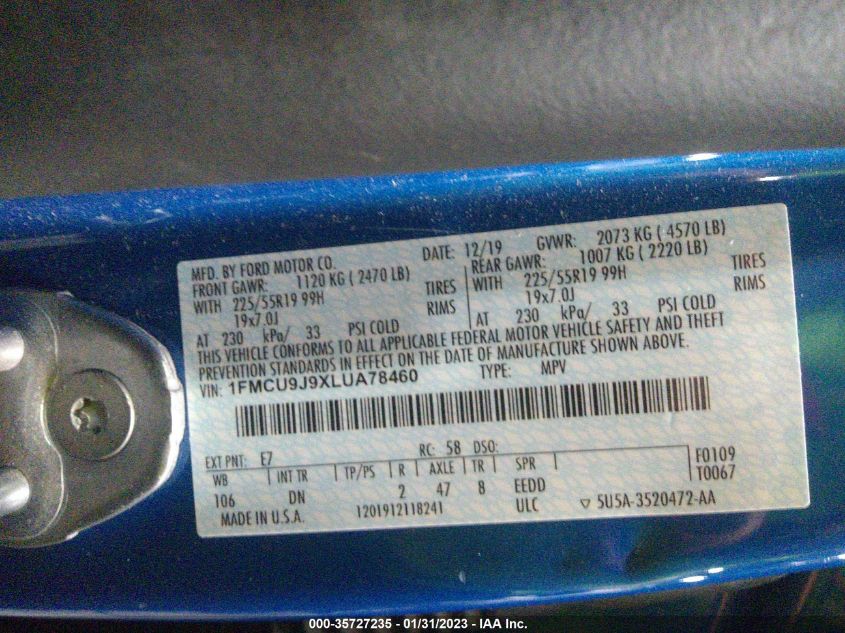 MFD. BY FORD MOTOR CO. DATE: 12/19 GVWR: 2073 KG ( 4570 LB)
FRONT GAWR: 1120 KG ( 2470 LB) REAR GAWR: 1007 KG ( 2220 LB)
WITH 225/55R19 99H TIRES WITH 225/55R19 99H TIRES
19x7.0J RIMS 19x7.0J RIMS
AT 230 kPa/ 33 PSI COLD AT 230 kPa/ 33 PSI COLD
THIS VEHICLE CONFORMS TO ALL APPLICABLE FEDERAL MOTOR VEHICLE SAFETY AND THEFT
PREVENTION STANDARDS IN EFFECT ON THE DATE OF MANUFACTURE SHOWN ABOVE.
VIN: 1FMCU9J9XLUA78460 TYPE: MPV
EXT PNT: E7 RC: 58 DSO: F0109
WB INT TR TP/PS R AXLE TR SPR T0067
106 DN 2 47 8 EEDD
MADE IN U.S.A. 1201912118241 ULC ▽ 5U5A-3520472-AA
000-35727235 - 01/31/2023 - IAA Inc.